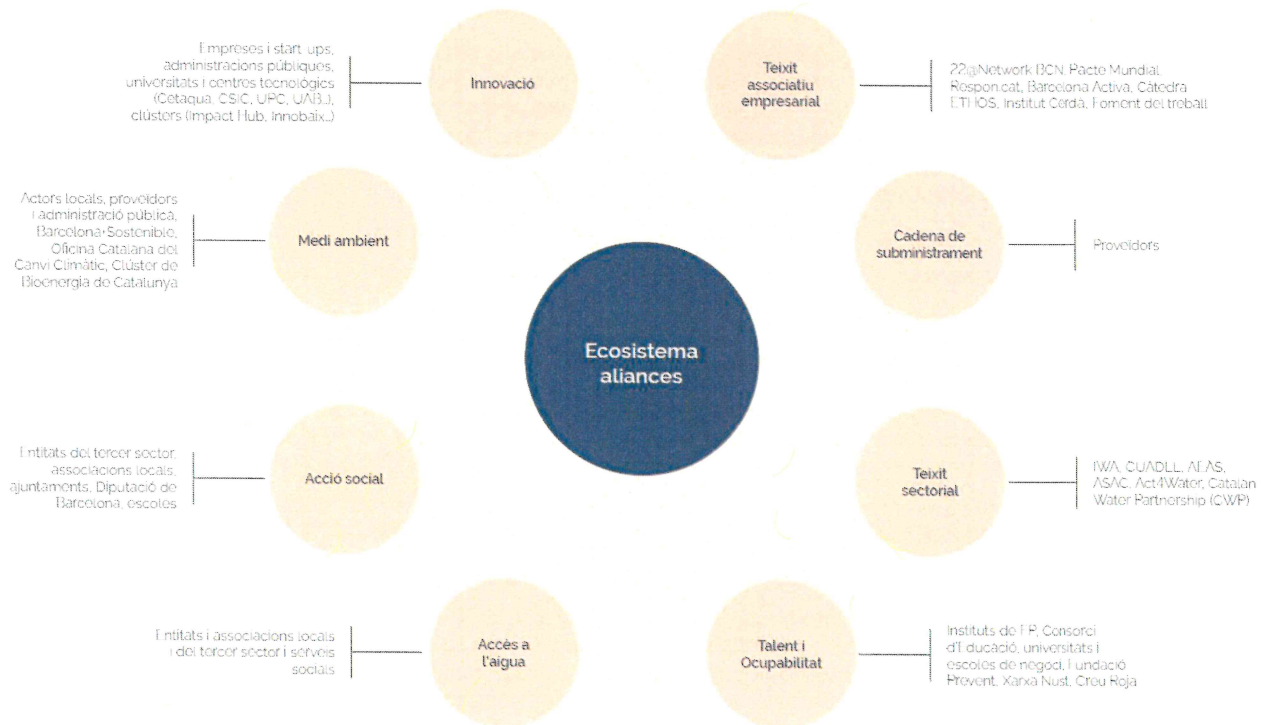 Empreses i start-ups,
administracions públiques,
universitats i centres tecnològics
(Cetaqua, CSIC, UPC, UAB...),
clústers (Impact Hub, Innobaix...)
Innovació
Teixit
associatiu
empresarial
22@Network BCN, Pacte Mundial,
Respon.cat, Barcelona Activa, Càtedra
ETHOS, Institut Cerdà, Foment del treball
Actors locals, proveïdors
i administració pública,
Barcelona+Sostenible,
Oficina Catalana del
Canvi Climàtic, Clúster de
Bioenergia de Catalunya
Medi ambient
Cadena de
subministrament
Proveïdors
Ecosistema
aliances
Entitats del tercer sector,
associacions locals,
ajuntaments, Diputació de
Barcelona, escoles
Acció social
Teixit
sectorial
IWA, CUADLL, AEAS,
ASAC, Act4Water, Catalan
Water Partnership (CWP)
Entitats i associacions locals
i del tercer sector i serveis
socials
Accès a
l'aigua
Talent i
Ocupabilitat
Instituts de FP, Consorci
d'Educació, universitats i
escoles de negoci, Fundació
Prevent, Xarxa Nust, Creu Roja